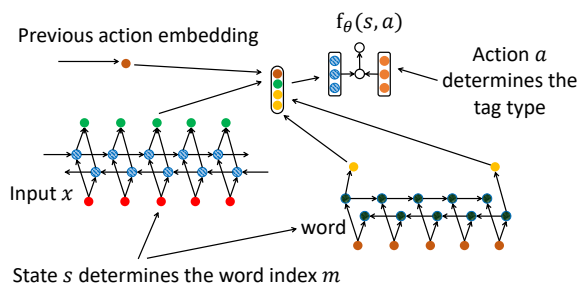 f_θ(s, a)
Previous action embedding
Action a
determines the
tag type
Input x
word
State s determines the word index m